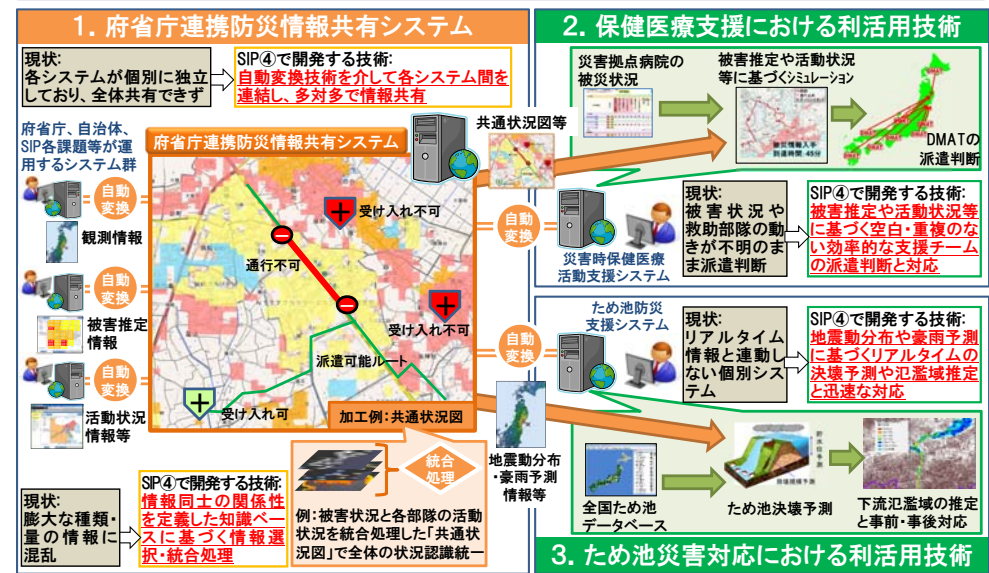 1．府省庁連携防災情報共有システム
現状：
各システムが個別に独立
しており、全体共有できず
SIP④で開発する技術：
自動変換技術を介して各システム間を
連結し、多対多で情報共有
府省庁、自治体、
SIP各課題等が運
用するシステム群
自動
変換
観測情報
自動
変換
被害推定
情報
自動
変換
活動状況
情報等
府省庁連携防災情報共有システム
受け入れ不可
通行不可
受け入れ不可
派遣可能ルート
受け入れ可
加工例：共通状況図
共通状況図等
自動
変換
自動
変換
地震動分布
・豪雨予測
情報等
現状：
膨大な種類・
量の情報に
混乱
SIP④で開発する技術：
情報同士の関係性
を定義した知識ベー
スに基づく情報選
択・統合処理
統合
処理
例：被害状況と各部隊の活動
状況を統合処理した「共通状
況図」で全体の状況認識統一
2．保健医療支援における利活用技術
災害拠点病院の
被災状況
被害推定や活動状況
等に基づくシミュレーション
被災情報入手
到達時間：45分
DMAT
DMAT
DMAT
DMAT
DMATの
派遣判断
災害時保健医療
活動支援システム
現状：
被害状況や
救助部隊の動
きが不明のま
ま派遣判断
SIP④で開発する技術：
被害推定や活動状況等
に基づく空白・重複のな
い効率的な支援チーム
の派遣判断と対応
ため池防災
支援システム
現状：
リアルタイム
情報と連動し
ない個別シス
テム
SIP④で開発する技術：
地震動分布や豪雨予測
に基づくリアルタイムの
決壊予測や氾濫域推定
と迅速な対応
全国ため池
データベース
貯水位予測
堤体規模予測
ため池決壊予測
下流氾濫域の推定
と事前・事後対応
3．ため池災害対応における利活用技術